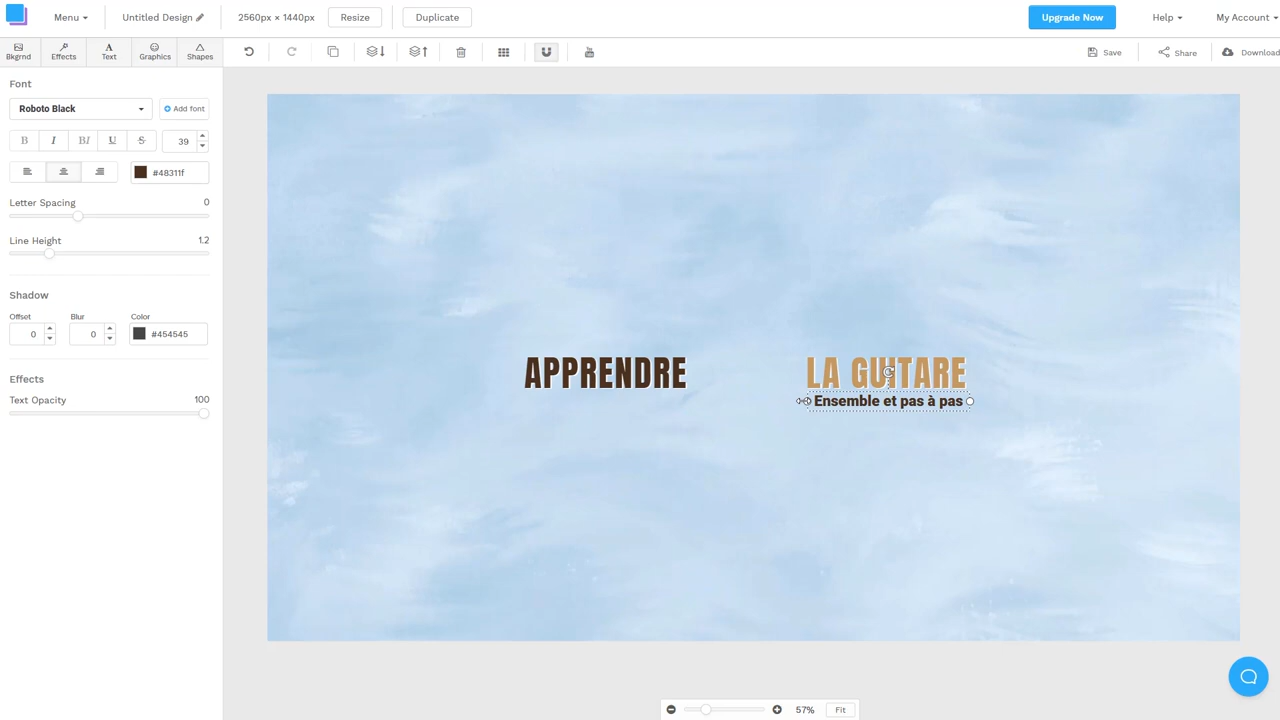 Menu Untitled Design 2560px × 1440px Resize Duplicate Upgrade Now Help My Account
Bkgrnd Effects Text Graphics Shapes Save Share Download
Font
Roboto Black Add font
B I BI U S 39
#48311f
Letter Spacing 0
Line Height 1.2
Shadow
Offset Blur Color
0 0 #454545
Effects
Text Opacity 100
APPRENDRE LA GUITARE
Ensemble et pas à pas
57% Fit